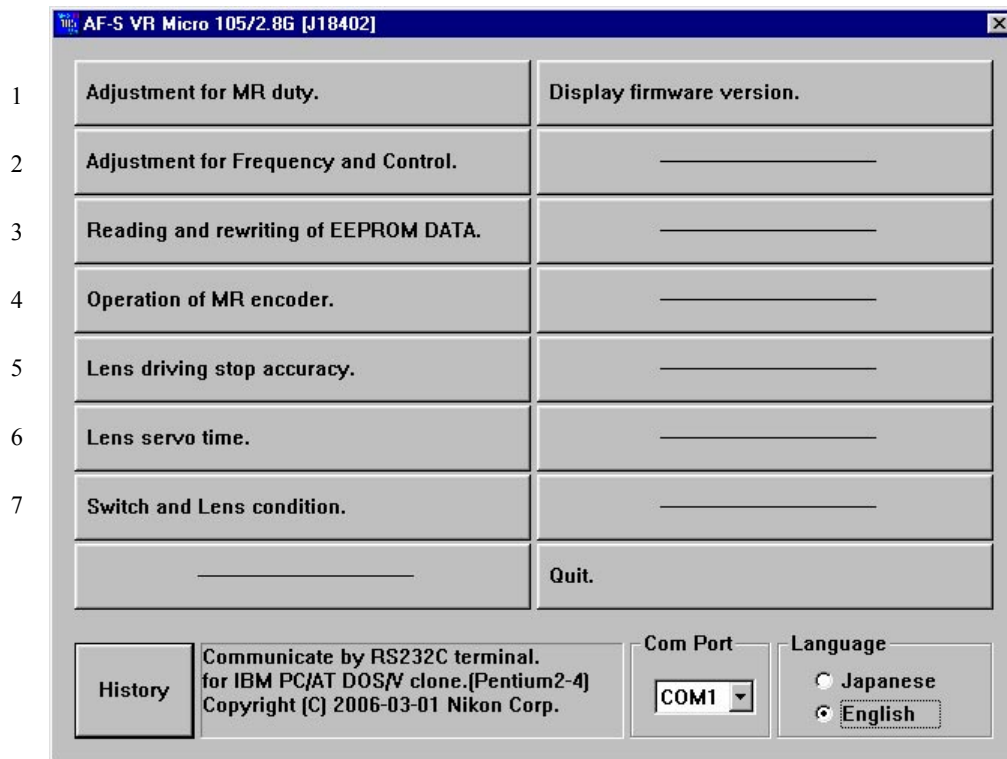 AF-S VR Micro 105/2.8G [J18402]
1 Adjustment for MR duty. Display firmware version.
2 Adjustment for Frequency and Control.
3 Reading and rewriting of EEPROM DATA.
4 Operation of MR encoder.
5 Lens driving stop accuracy.
6 Lens servo time.
7 Switch and Lens condition.
Quit.
History
Communicate by RS232C terminal.
for IBM PC/AT DOS/V clone.(Pentium2-4)
Copyright (C) 2006-03-01 Nikon Corp.
Com Port
COM1
Language
Japanese
English